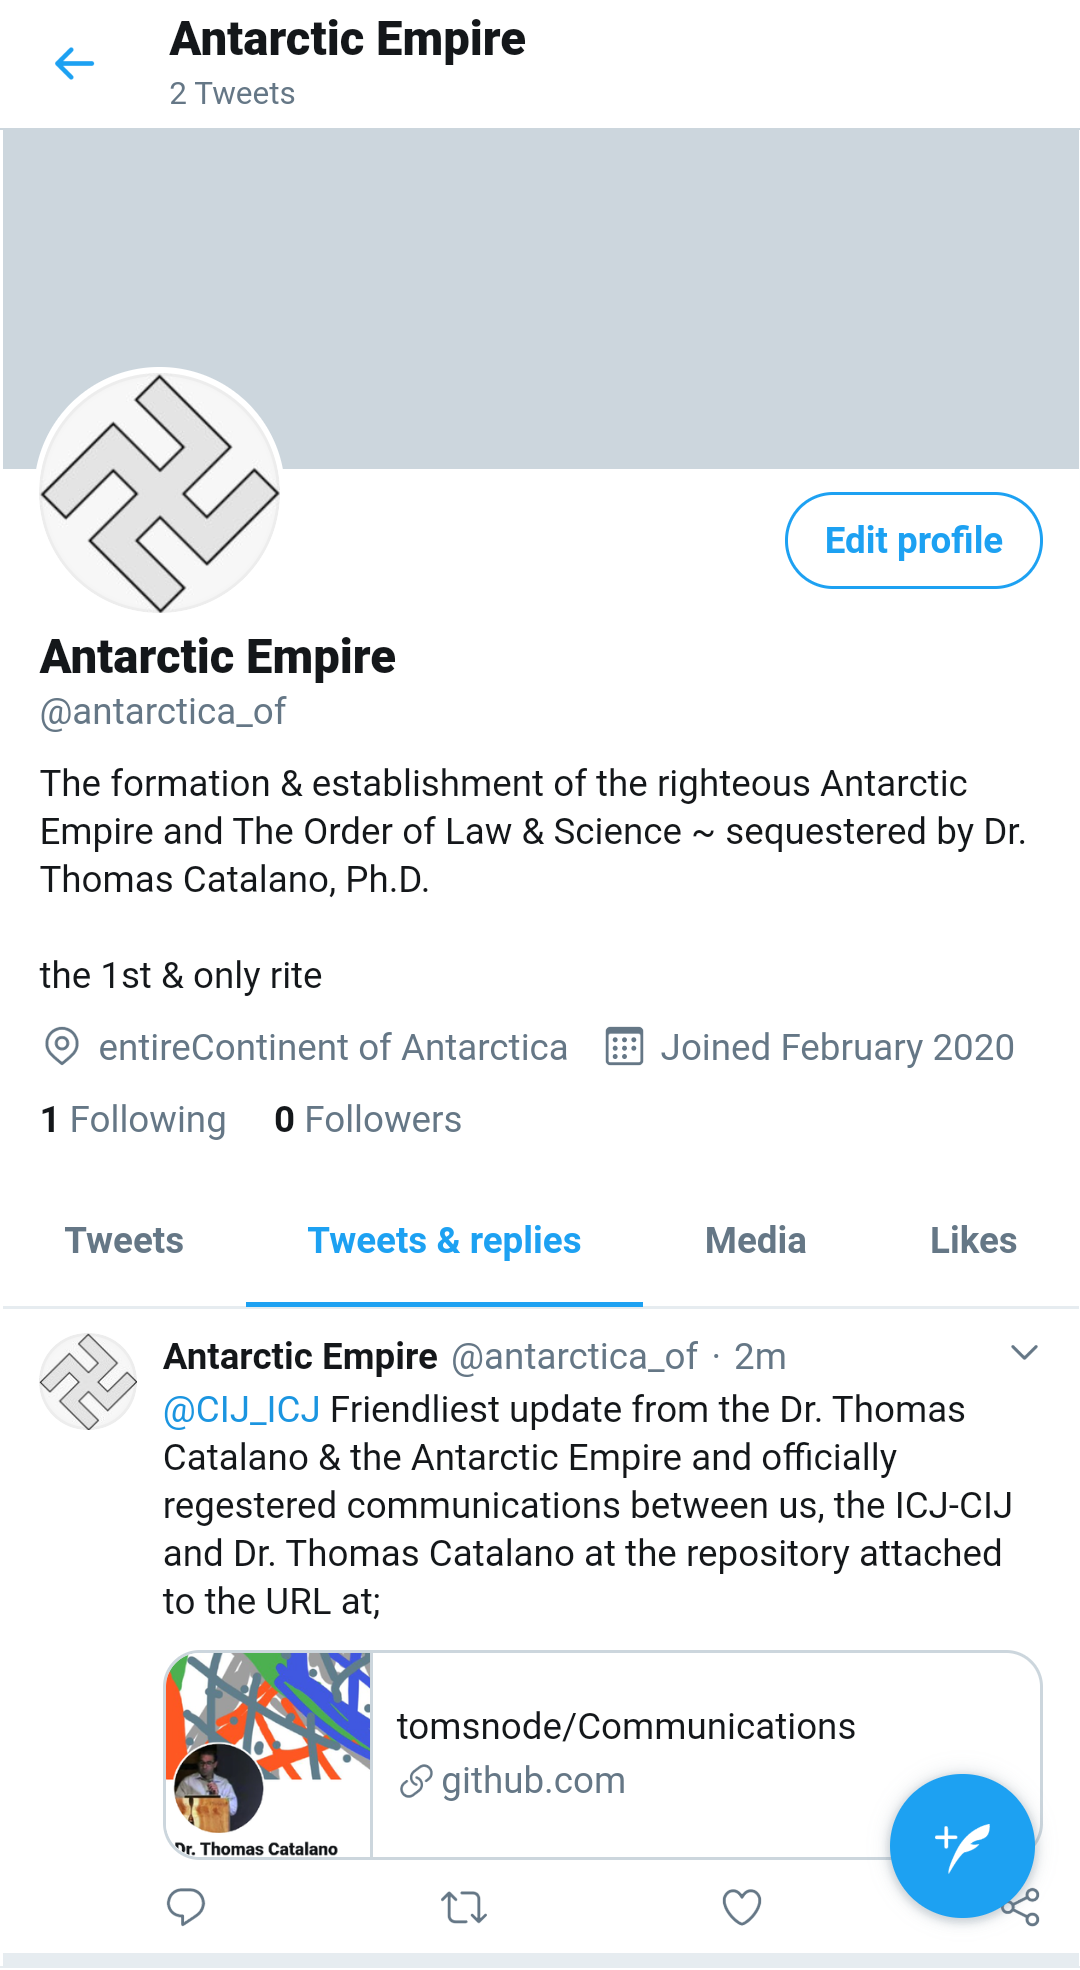 Antarctic Empire
2 Tweets
Edit profile
Antarctic Empire
@antarctica_of
The formation & establishment of the righteous Antarctic
Empire and The Order of Law & Science ~ sequestered by Dr.
Thomas Catalano, Ph.D.
the 1st & only rite
entireContinent of Antarctica Joined February 2020
1 Following 0 Followers
Tweets Tweets & replies Media Likes
Antarctic Empire @antarctica_of · 2m
@CIJ_ICJ Friendliest update from the Dr. Thomas
Catalano & the Antarctic Empire and officially
regestered communications between us, the ICJ-CIJ
and Dr. Thomas Catalano at the repository attached
to the URL at;
tomsnode/Communications
github.com
Dr. Thomas Catalano